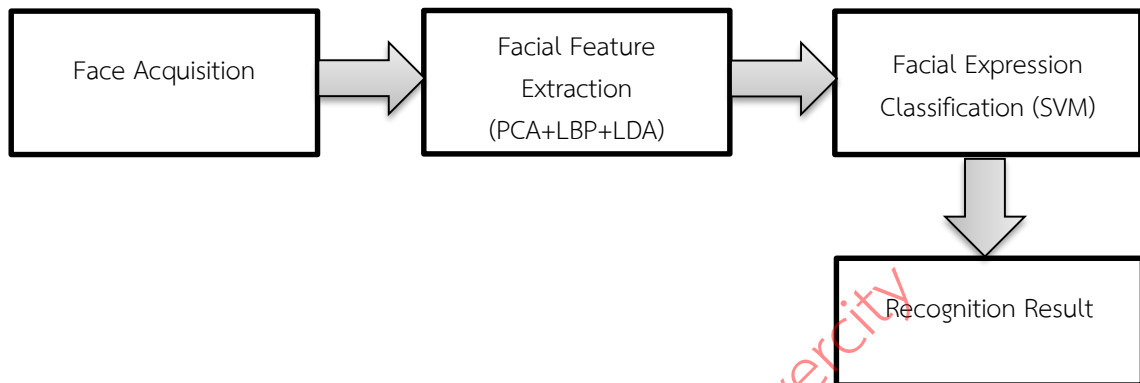 Face Acquisition
Facial Feature
Extraction
(PCA+LBP+LDA)
Facial Expression
Classification (SVM)
Recognition Result